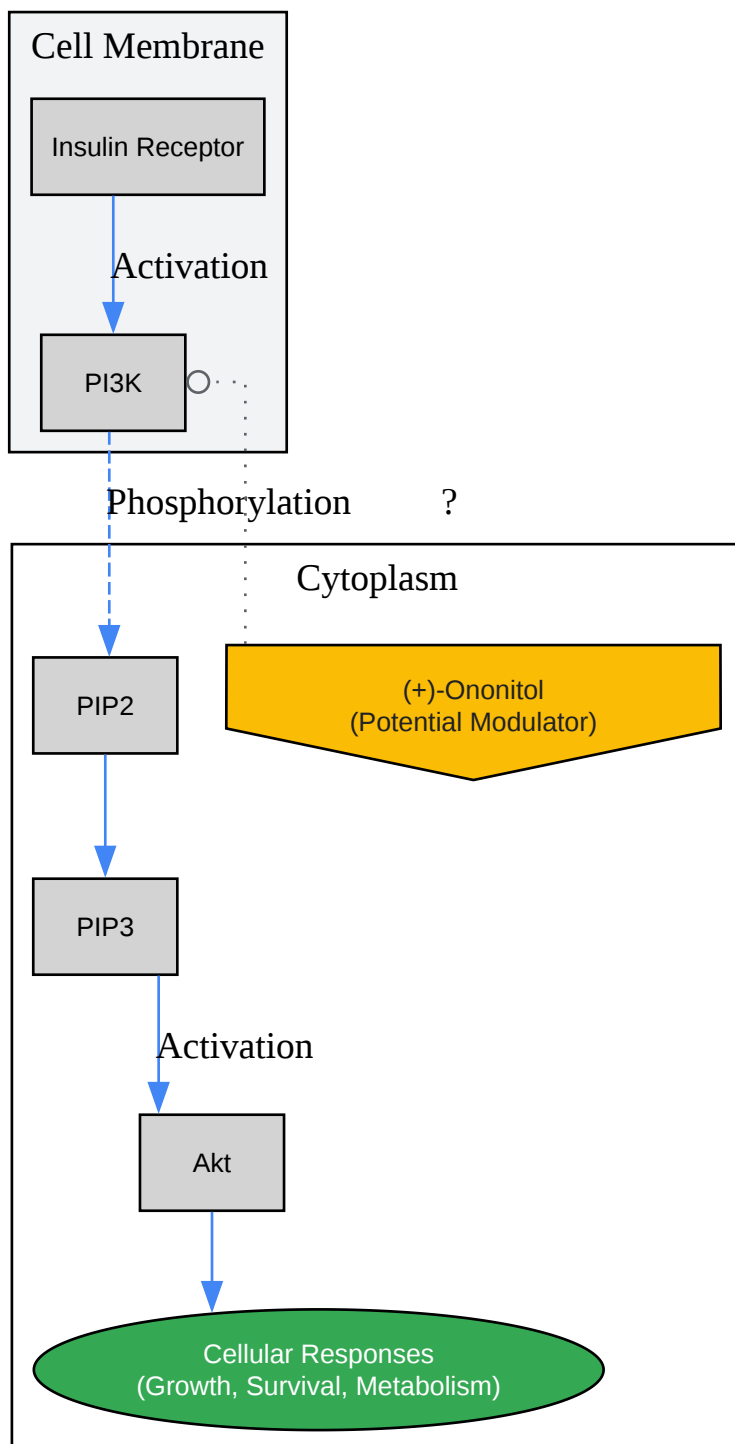 Cell Membrane
Insulin Receptor
Activation
PI3K
Phosphorylation
?
Cytoplasm
PIP2
(+)-Ononitol
(Potential Modulator)
PIP3
Activation
Akt
Cellular Responses
(Growth, Survival, Metabolism)